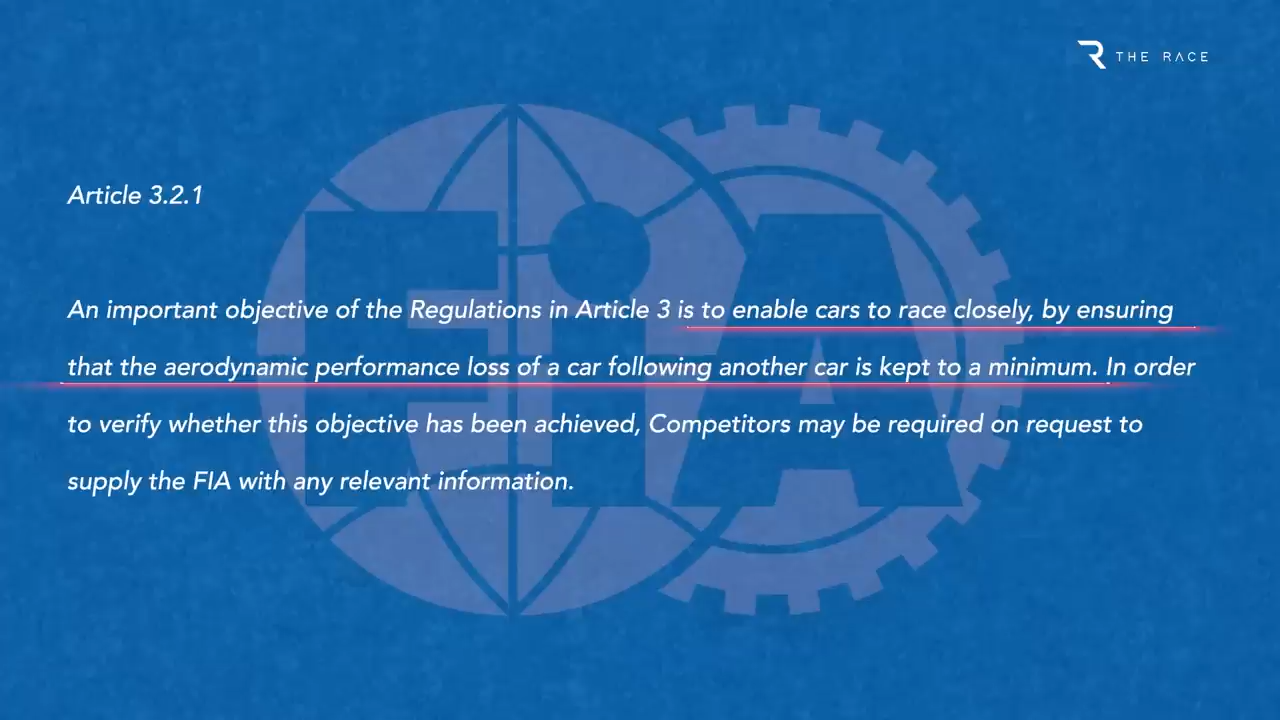 THE RACE
Article 3.2.1
An important objective of the Regulations in Article 3 is to enable cars to race closely, by ensuring
that the aerodynamic performance loss of a car following another car is kept to a minimum. In order
to verify whether this objective has been achieved, Competitors may be required on request to
supply the FIA with any relevant information.
FiA